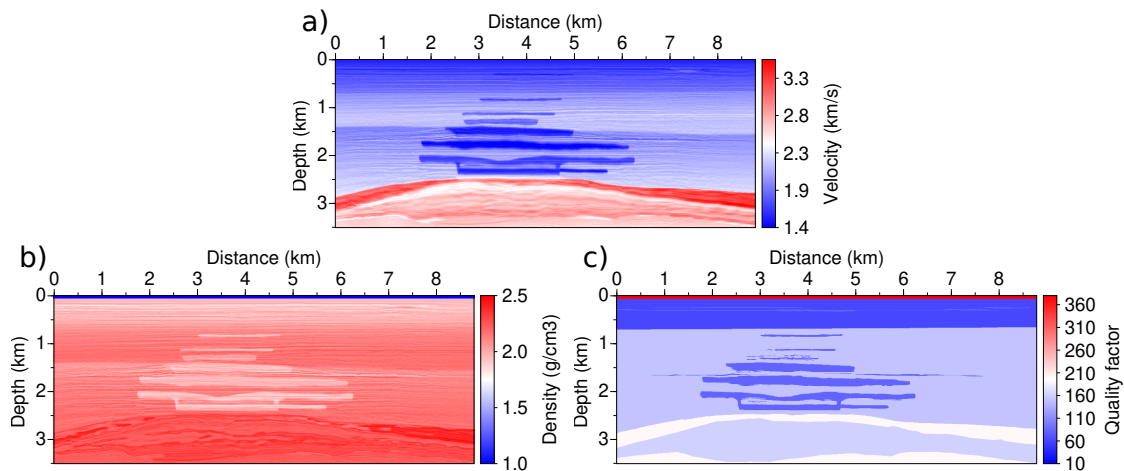 a)
Distance (km)
0 1 2 3 4 5 6 7 8
0
1
2
3
Depth (km)
3.3
2.8
2.3
1.9
1.4
Velocity (km/s)
b)
Distance (km)
0 1 2 3 4 5 6 7 8
0
1
2
3
Depth (km)
2.5
2.0
1.5
1.0
Density (g/cm3)
c)
Distance (km)
0 1 2 3 4 5 6 7 8
0
1
2
3
Depth (km)
360
310
260
210
160
110
60
10
Quality factor